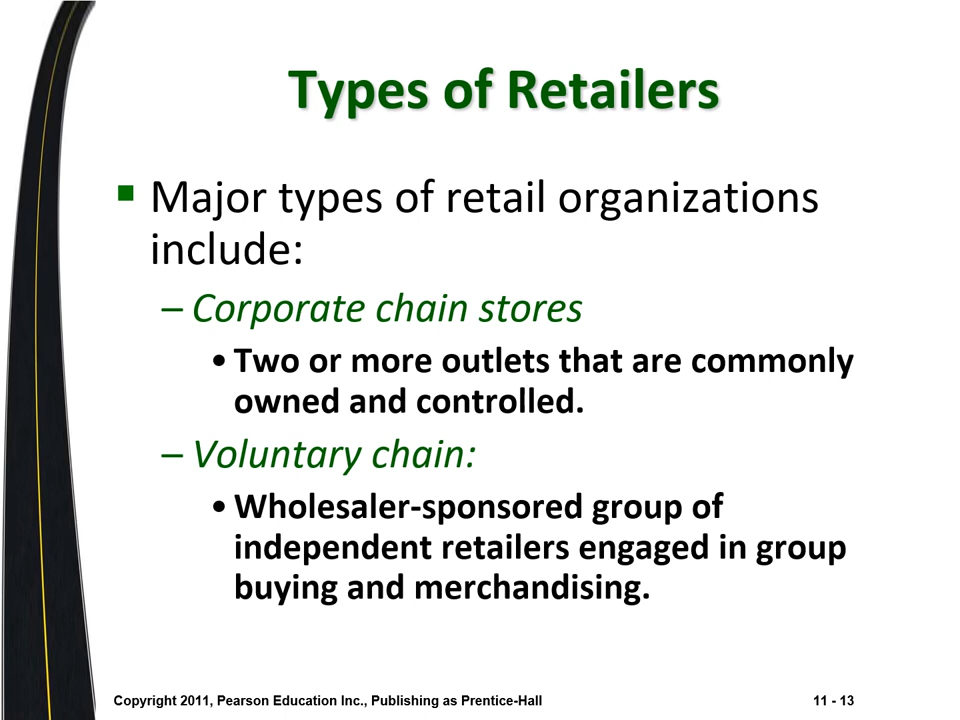 Types of Retailers
▪ Major types of retail organizations
include:
– Corporate chain stores
• Two or more outlets that are commonly
owned and controlled.
– Voluntary chain:
• Wholesaler-sponsored group of
independent retailers engaged in group
buying and merchandising.
Copyright 2011, Pearson Education Inc., Publishing as Prentice-Hall 11 - 13